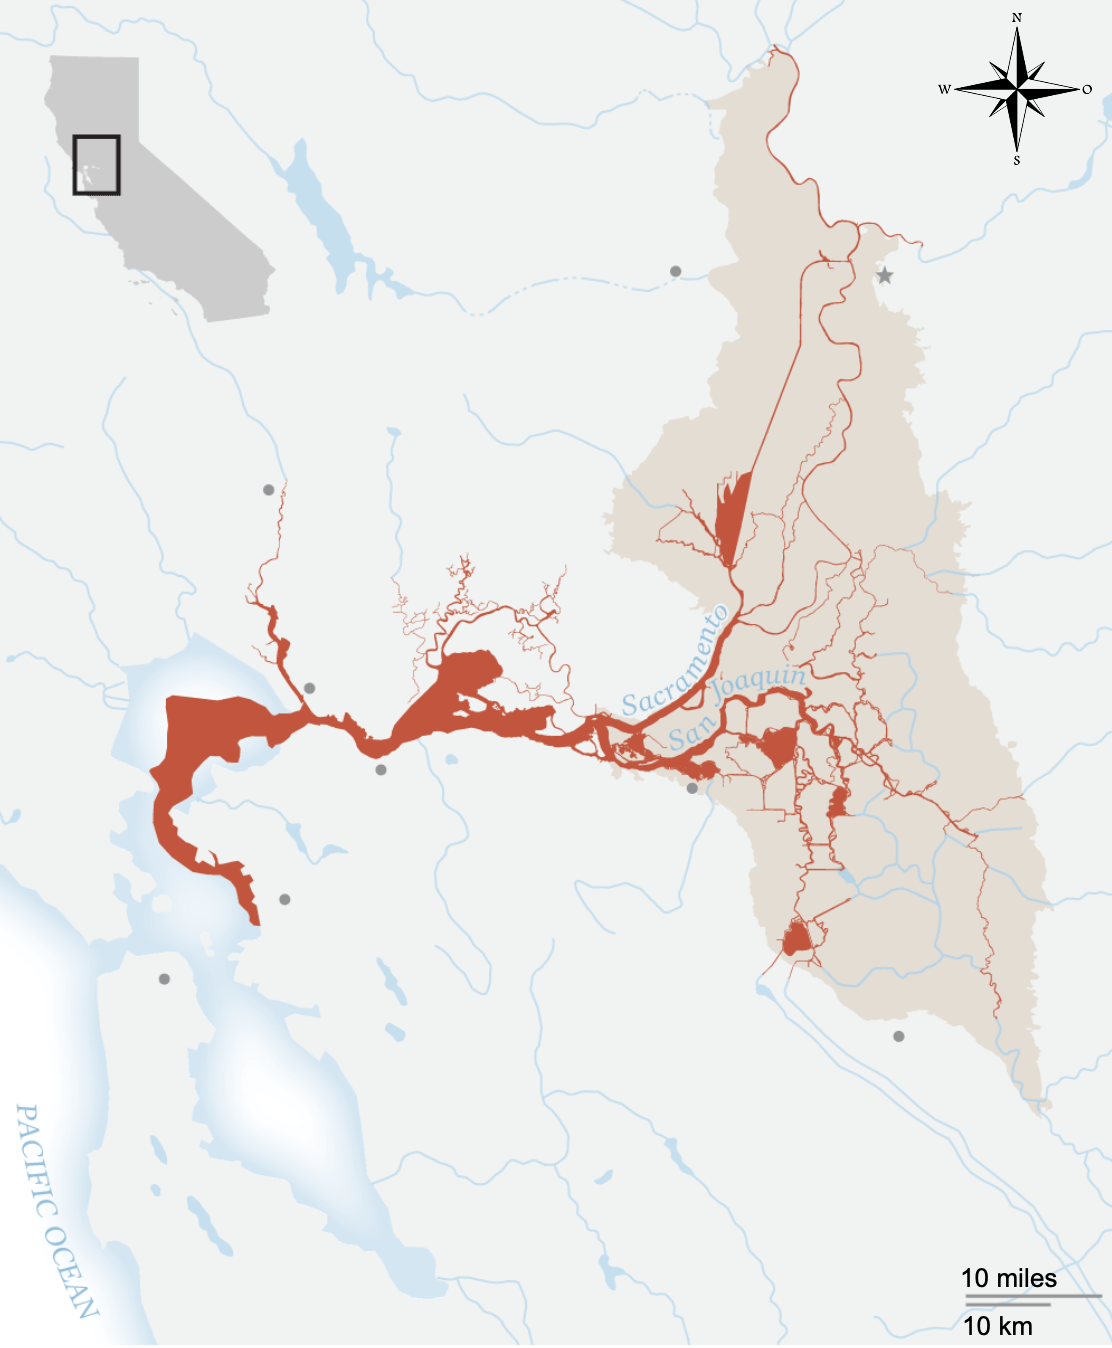 N
W
O
S
Sacramento
San Joaquin
PACIFIC OCEAN
10 miles
10 km